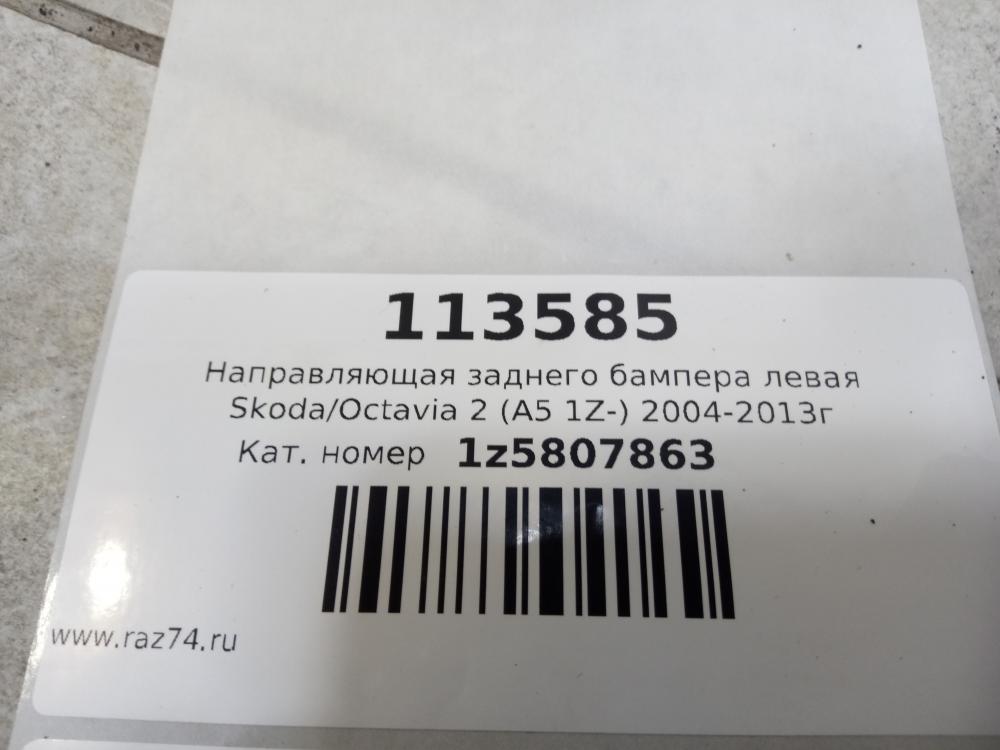 113585
Направляющая заднего бампера левая
Skoda/Octavia 2 (A5 1Z-) 2004-2013г
Кат. номер 1z5807863
www.raz74.ru